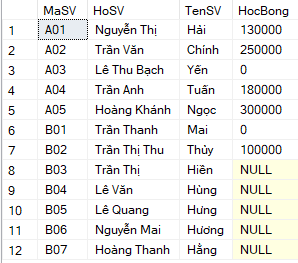 MaSV HoSV TenSV HocBong
1 A01 Nguyễn Thị Hải 130000
2 A02 Trần Văn Chính 250000
3 A03 Lê Thu Bạch Yến 0
4 A04 Trần Anh Tuấn 180000
5 A05 Hoàng Khánh Ngọc 300000
6 B01 Trần Thanh Mai 0
7 B02 Trần Thị Thu Thủy 100000
8 B03 Trần Thị Hiền NULL
9 B04 Lê Văn Hùng NULL
10 B05 Lê Quang Hưng NULL
11 B06 Nguyễn Mai Hương NULL
12 B07 Hoàng Thanh Hằng NULL